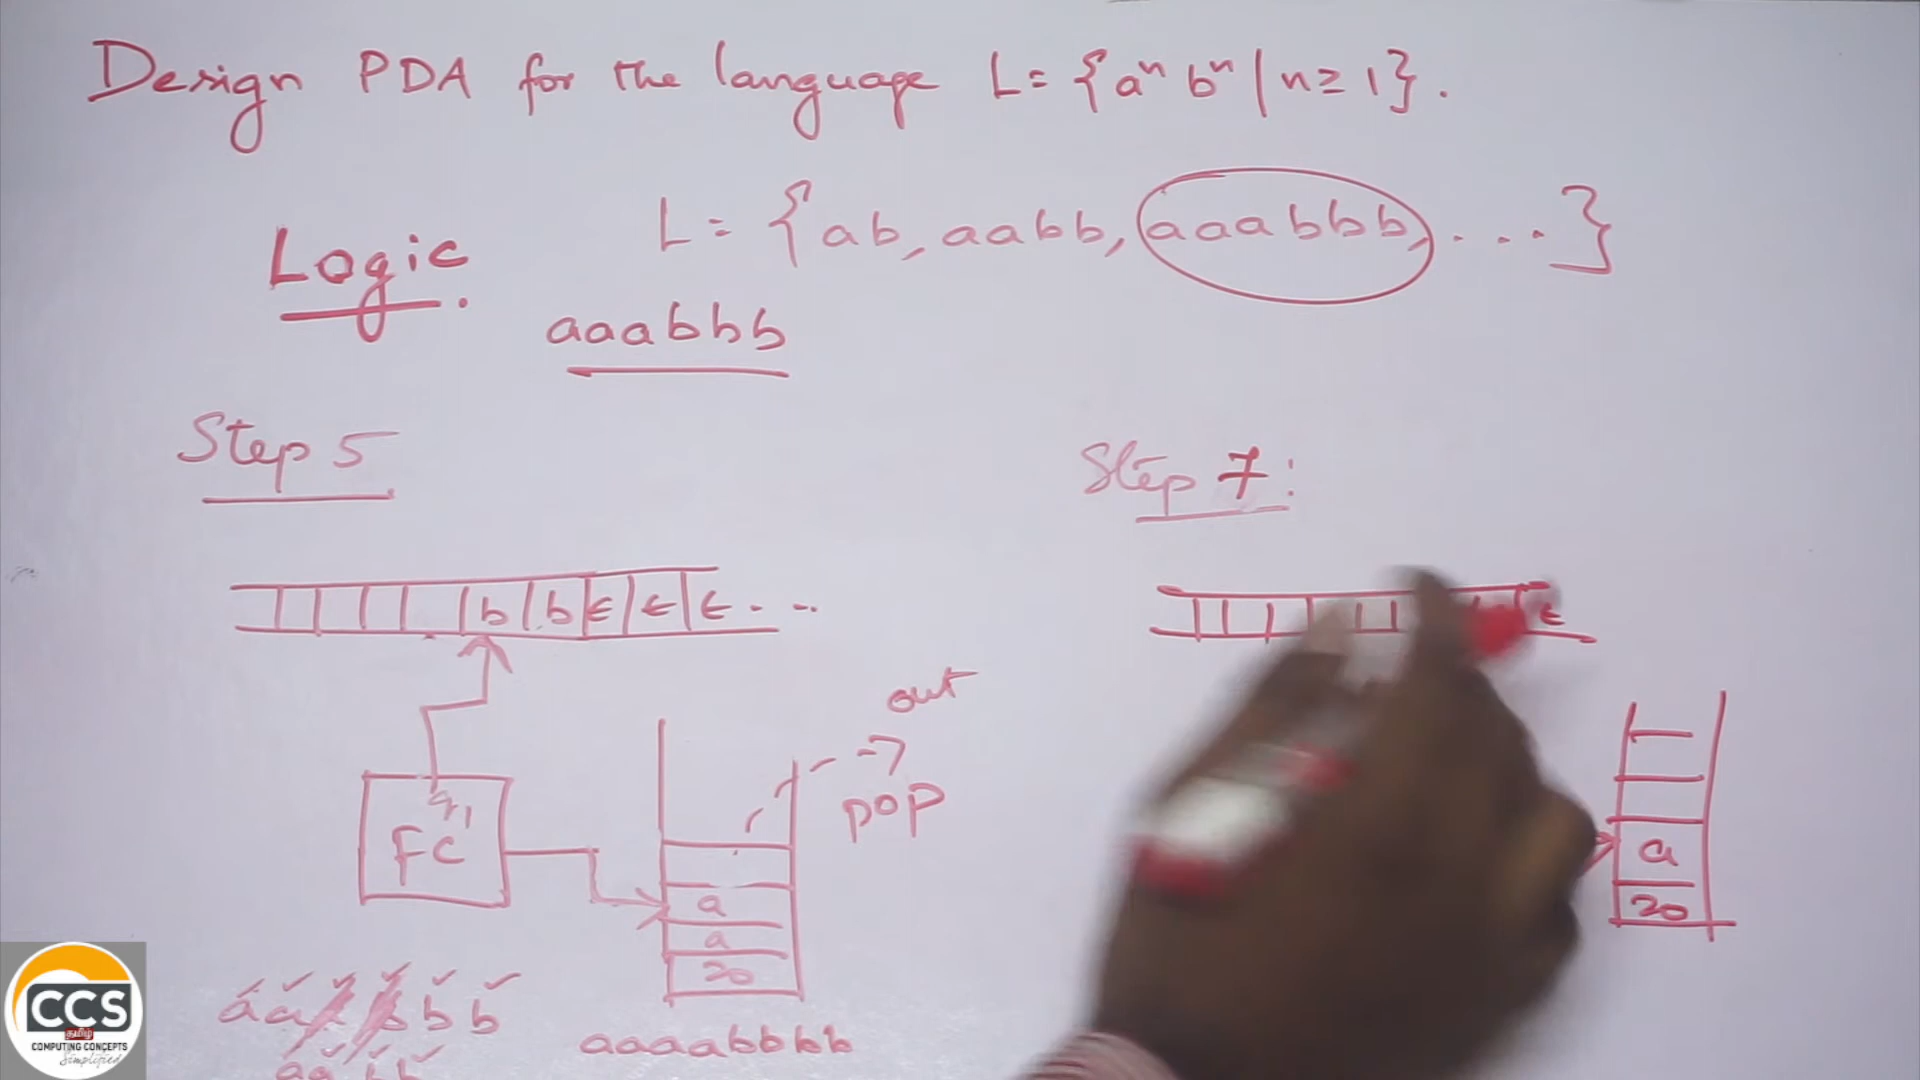 Design PDA for the language L = {aⁿ bⁿ | n ≥ 1}.
L = {ab, aabb, aaabbb, . . . .}
Logic.
aaabbb
Step 5
Step 7:
b b ε ε ε . . .
ε
out
pop
q1
FC
a
a
z0
a
z0
b b
aaaabbbb
CCS
தமிழ்
COMPUTING CONCEPTS
Simplified